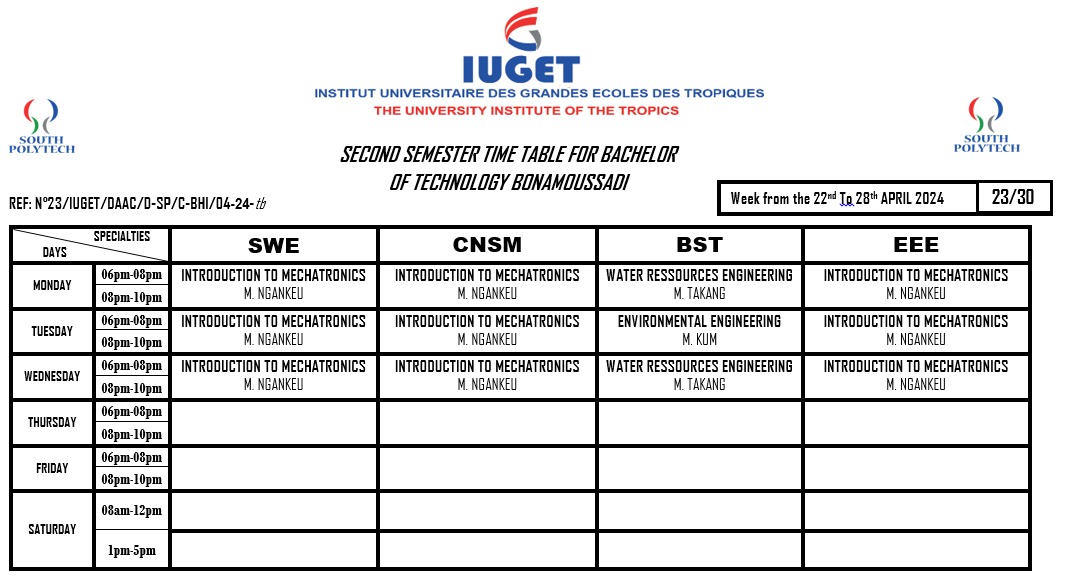 IUGET
INSTITUT UNIVERSITAIRE DES GRANDES ECOLES DES TROPIQUES
THE UNIVERSITY INSTITUTE OF THE TROPICS
SOUTH
POLYTECH
SOUTH
POLYTECH
SECOND SEMESTER TIME TABLE FOR BACHELOR
OF TECHNOLOGY BONAMOUSSADI
REF: N°23/IUGET/DAAC/D-SP/C-BHI/04-24-tb
Week from the 22nd To 28th APRIL 2024 23/30
SPECIALTIES
DAYS
SWE CNSM BST EEE
MONDAY
06pm-08pm INTRODUCTION TO MECHATRONICS INTRODUCTION TO MECHATRONICS WATER RESSOURCES ENGINEERING INTRODUCTION TO MECHATRONICS
08pm-10pm M. NGANKEU M. NGANKEU M. TAKANG M. NGANKEU
TUESDAY
06pm-08pm INTRODUCTION TO MECHATRONICS INTRODUCTION TO MECHATRONICS ENVIRONMENTAL ENGINEERING INTRODUCTION TO MECHATRONICS
08pm-10pm M. NGANKEU M. NGANKEU M. KUM M. NGANKEU
WEDNESDAY
06pm-08pm INTRODUCTION TO MECHATRONICS INTRODUCTION TO MECHATRONICS WATER RESSOURCES ENGINEERING INTRODUCTION TO MECHATRONICS
08pm-10pm M. NGANKEU M. NGANKEU M. TAKANG M. NGANKEU
THURSDAY
06pm-08pm
08pm-10pm
FRIDAY
06pm-08pm
08pm-10pm
SATURDAY
08am-12pm
1pm-5pm